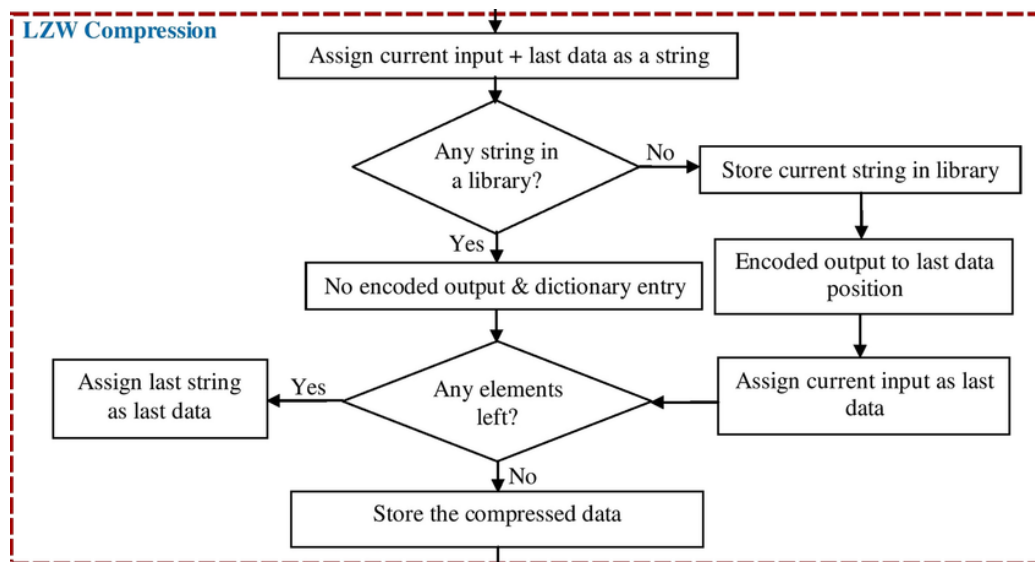 LZW Compression
Assign current input + last data as a string
Any string in
a library?
No
Store current string in library
Yes
Encoded output to last data
position
No encoded output & dictionary entry
Assign last string
as last data
Yes
Any elements
left?
Assign current input as last
data
No
Store the compressed data